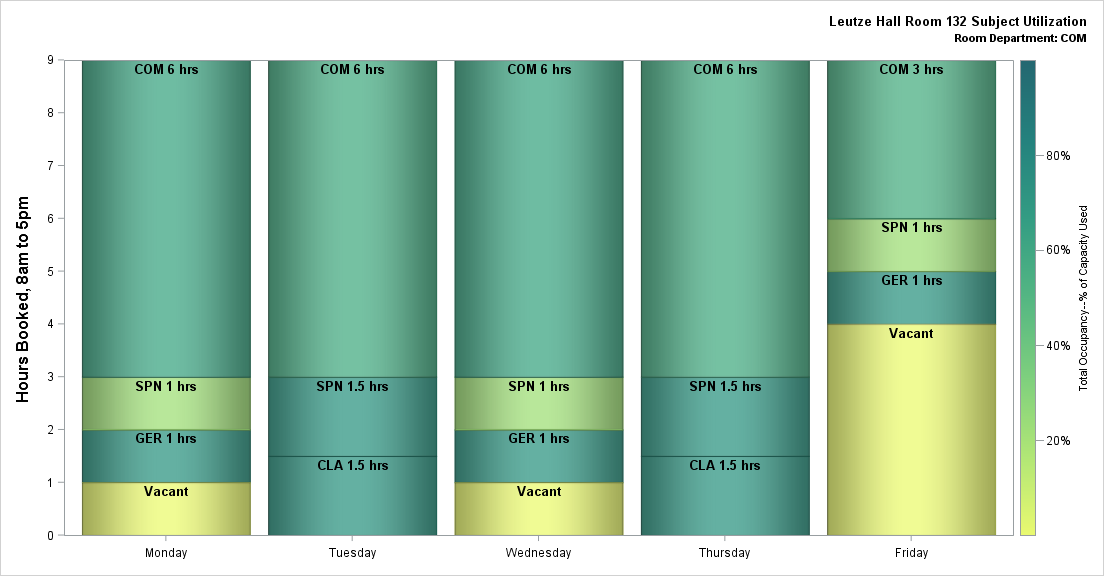 Leutze Hall Room 132 Subject Utilization
Room Department: COM
Hours Booked, 8am to 5pm
9
8
7
6
5
4
3
2
1
0
COM 6 hrs
SPN 1 hrs
GER 1 hrs
Vacant
COM 6 hrs
SPN 1.5 hrs
CLA 1.5 hrs
COM 6 hrs
SPN 1 hrs
GER 1 hrs
Vacant
COM 6 hrs
SPN 1.5 hrs
CLA 1.5 hrs
COM 3 hrs
SPN 1 hrs
GER 1 hrs
Vacant
Monday
Tuesday
Wednesday
Thursday
Friday
80%
60%
40%
20%
Total Occupancy--% of Capacity Used